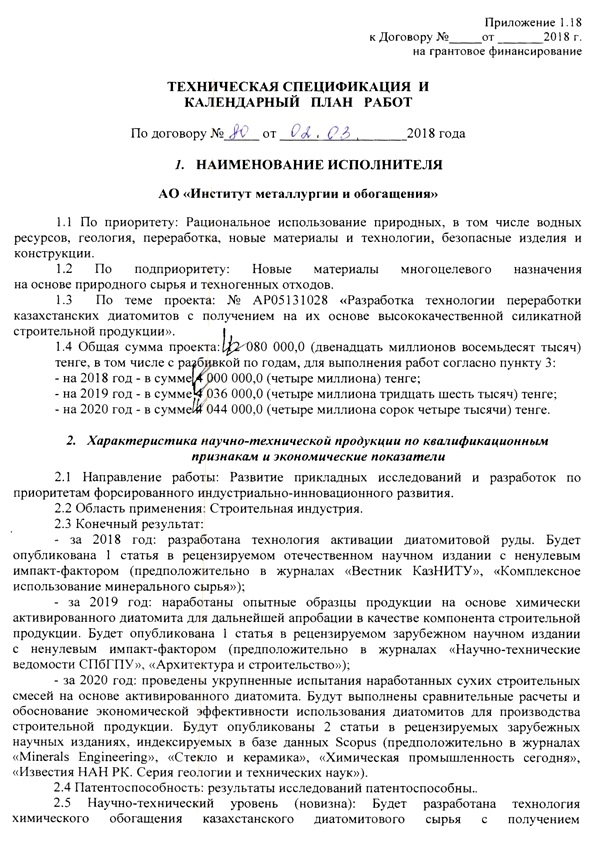 Приложение 1.18
к Договору №_____от _______2018 г.
на грантовое финансирование
ТЕХНИЧЕСКАЯ СПЕЦИФИКАЦИЯ И
КАЛЕНДАРНЫЙ ПЛАН РАБОТ
По договору № 80 от 02.03. 2018 года
1. НАИМЕНОВАНИЕ ИСПОЛНИТЕЛЯ
АО «Институт металлургии и обогащения»
1.1 По приоритету: Рациональное использование природных, в том числе водных
ресурсов, геология, переработка, новые материалы и технологии, безопасные изделия и
конструкции.
1.2 По подприоритету: Новые материалы многоцелевого назначения
на основе природного сырья и техногенных отходов.
1.3 По теме проекта: № AP05131028 «Разработка технологии переработки
казахстанских диатомитов с получением на их основе высококачественной силикатной
строительной продукции».
1.4 Общая сумма проекта: 12 080 000,0 (двенадцать миллионов восемьдесят тысяч)
тенге, в том числе с разбивкой по годам, для выполнения работ согласно пункту 3:
- на 2018 год - в сумме 4 000 000,0 (четыре миллиона) тенге;
- на 2019 год - в сумме 4 036 000,0 (четыре миллиона тридцать шесть тысяч) тенге;
- на 2020 год - в сумме 4 044 000,0 (четыре миллиона сорок четыре тысячи) тенге.
2. Характеристика научно-технической продукции по квалификационным
признакам и экономические показатели
2.1 Направление работы: Развитие прикладных исследований и разработок по
приоритетам форсированного индустриально-инновационного развития.
2.2 Область применения: Строительная индустрия.
2.3 Конечный результат:
- за 2018 год: разработана технология активации диатомитовой руды. Будет
опубликована 1 статья в рецензируемом отечественном научном издании с ненулевым
импакт-фактором (предположительно в журналах «Вестник КазНИТУ», «Комплексное
использование минерального сырья»);
- за 2019 год: наработаны опытные образцы продукции на основе химически
активированного диатомита для дальнейшей апробации в качестве компонента строительной
продукции. Будет опубликована 1 статья в рецензируемом зарубежном научном издании
с ненулевым импакт-фактором (предположительно в журналах «Научно-технические
ведомости СПбГПУ», «Архитектура и строительство»);
- за 2020 год: проведены укрупненные испытания наработанных сухих строительных
смесей на основе активированного диатомита. Будут выполнены сравнительные расчеты и
обоснование экономической эффективности использования диатомитов для производства
строительной продукции. Будут опубликованы 2 статьи в рецензируемых зарубежных
научных изданиях, индексируемых в базе данных Scopus (предположительно в журналах
«Minerals Engineering», «Стекло и керамика», «Химическая промышленность сегодня»,
«Известия НАН РК. Серия геологии и технических наук»).
2.4 Патентоспособность: результаты исследований патентоспособны..
2.5 Научно-технический уровень (новизна): Будет разработана технология
химического обогащения казахстанского диатомитового сырья с получением